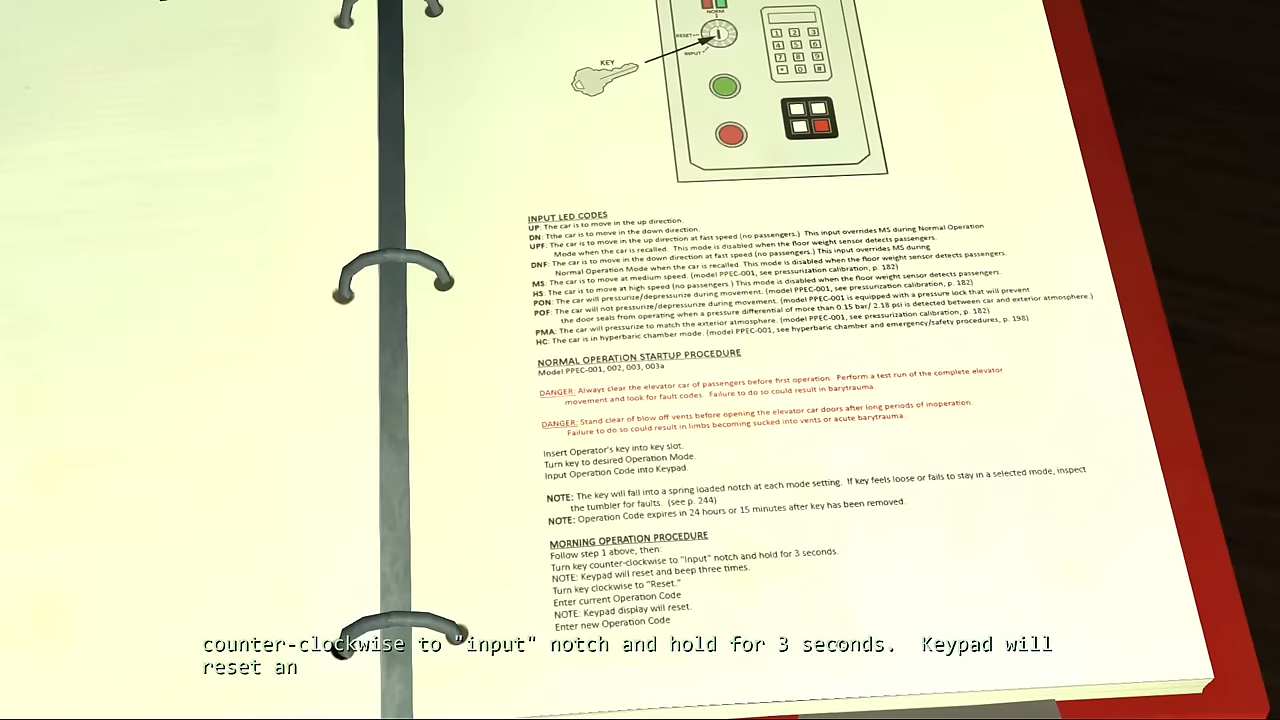 NORM
RESET
INPUT
KEY
1 2 3
4 5 6
7 8 9
* 0 #
INPUT LED CODES
UP: The car is to move in the up direction.
DN: Tthe car is to move in the down direction.
UPF: The car is to move in the up direction at fast speed (no passengers.)  This input overrides MS during Normal Operation
Mode when the car is recalled.  This mode is disabled when the floor weight sensor detects passengers.
DNF: The car is to move in the down direction at fast speed (no passengers.) This input overrides MS during
Normal Operation Mode when the car is recalled. This mode is disabled when the floor weight sensor detects passengers.
MS: The car is to move at medium speed. (model PPEC-001, see pressurization calibration, p. 182)
HS: The car is to move at high speed (no passengers.) This mode is disabled when the floor weight sensor detects passengers.
PON: The car will pressurize/depressurize during movement. (model PPEC-001, see pressurization calibration, p. 182)
POF: The car will not pressurize/depressurize during movement. (model PPEC-001 is equipped with a pressure lock that will prevent
the door seals from operating when a pressure differential of more than 0.15 bar/ 2.18 psi is detected between car and exterior atmosphere.)
PMA: The car will pressurize to match the exterior atmosphere. (model PPEC-001, see pressurization calibration, p. 182)
HC: The car is in hyperbaric chamber mode. (model PPEC-001, see hyperbaric chamber and emergency/safety procedures, p. 198)
NORMAL OPERATION STARTUP PROCEDURE
Model PPEC-001, 002, 003, 003a
DANGER: Always clear the elevator car of passengers before first operation.  Perform a test run of the complete elevator
movement and look for fault codes.  Failure to do so could result in barytrauma.
DANGER: Stand clear of blow off vents before opening the elevator car doors after long periods of inoperation.
Failure to do so could result in limbs becoming sucked into vents or acute barytrauma.
Insert Operator's key into key slot.
Turn key to desired Operation Mode.
Input Operation Code into Keypad.
NOTE: The key will fall into a spring loaded notch at each mode setting.  If key feels loose or fails to stay in a selected mode, inspect
the tumbler for faults.  (see p. 244)
NOTE: Operation Code expires in 24 hours or 15 minutes after key has been removed.
MORNING OPERATION PROCEDURE
Follow step 1 above, then:
Turn key counter-clockwise to "Input" notch and hold for 3 seconds.
NOTE: Keypad will reset and beep three times.
Turn key clockwise to "Reset."
Enter current Operation Code
NOTE: Keypad display will reset.
Enter new Operation Code
counter-clockwise to "input" notch and hold for 3 seconds.  Keypad will
reset an